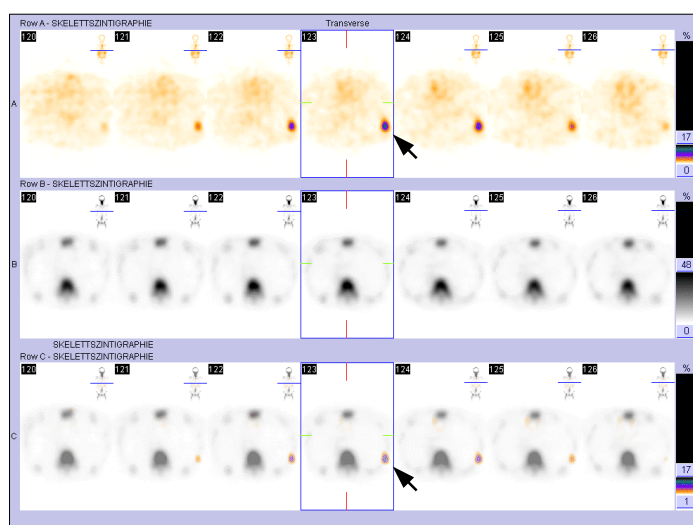 Row A - SKELETTSZINTIGRAPHIE Transverse
120 121 122 123 124 125 126 %
A
17
0
Row B - SKELETTSZINTIGRAPHIE
120 121 122 123 124 125 126 %
B
48
0
SKELETTSZINTIGRAPHIE
Row C - SKELETTSZINTIGRAPHIE
120 121 122 123 124 125 126 %
C
17
1